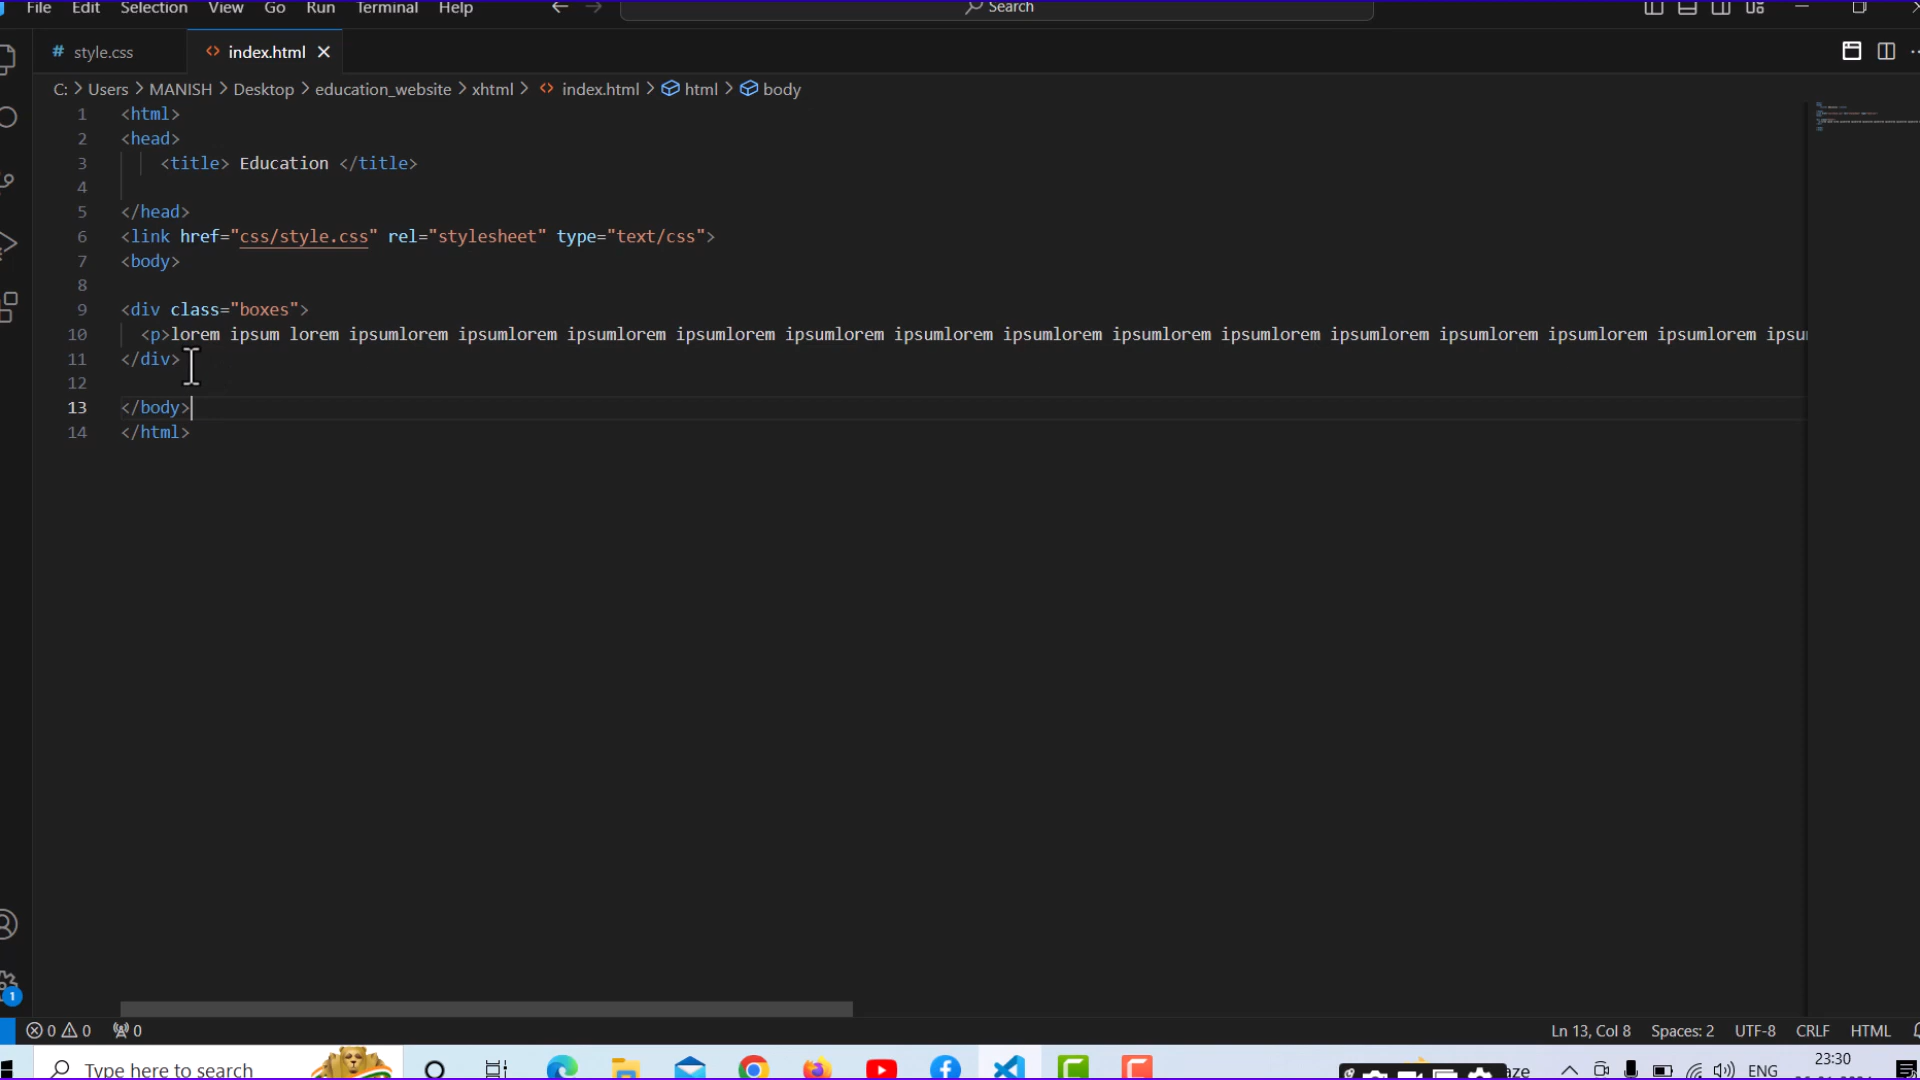 File Edit Selection View Go Run Terminal Help Search
# style.css <> index.html
C: > Users > MANISH > Desktop > education_website > xhtml > <> index.html > html > body
1 <html>
2 <head>
3 <title> Education </title>
4
5 </head>
6 <link href="css/style.css" rel="stylesheet" type="text/css">
7 <body>
8
9 <div class="boxes">
10 <p>lorem ipsum lorem ipsumlorem ipsumlorem ipsumlorem ipsumlorem ipsumlorem ipsumlorem ipsumlorem ipsumlorem ipsumlorem ipsumlorem ipsumlorem ipsumlorem ipsumlorem ipsu
11 </div>
12
13 </body>
14 </html>
1
0 0 0 Ln 13, Col 8 Spaces: 2 UTF-8 CRLF HTML
Type here to search aze ENG 23:30